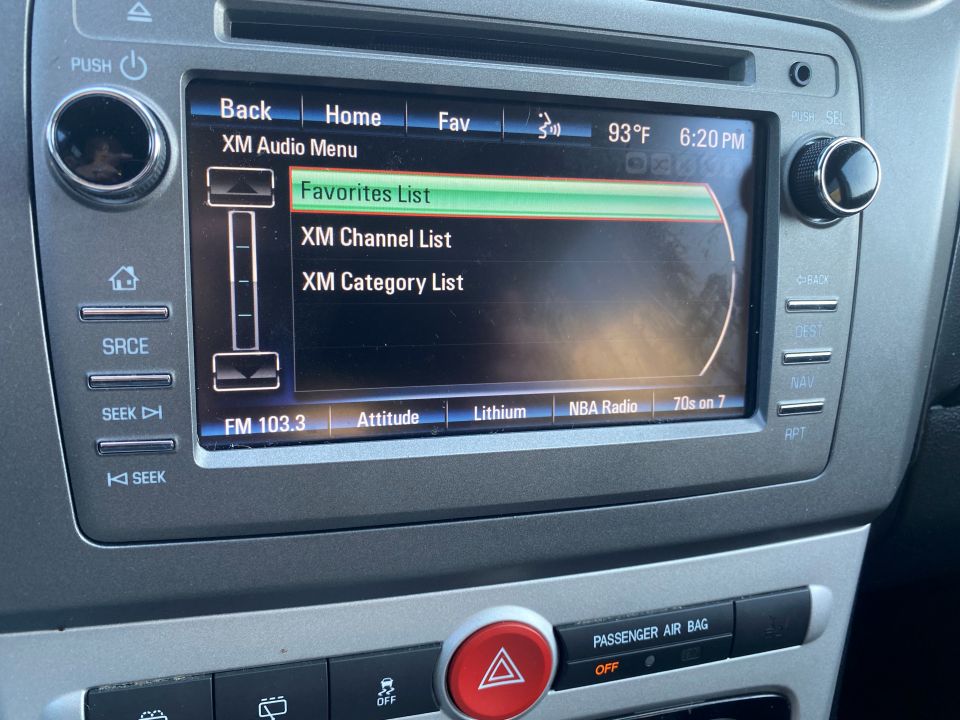 PUSH
PUSH SEL
Back Home Fav 93°F 6:20 PM
XM Audio Menu
Favorites List
XM Channel List
XM Category List
FM 103.3 Attitude Lithium NBA Radio 70s on 7
SRCE
SEEK
SEEK
BACK
DEST
NAV
RPT
PASSENGER AIR BAG
OFF
OFF